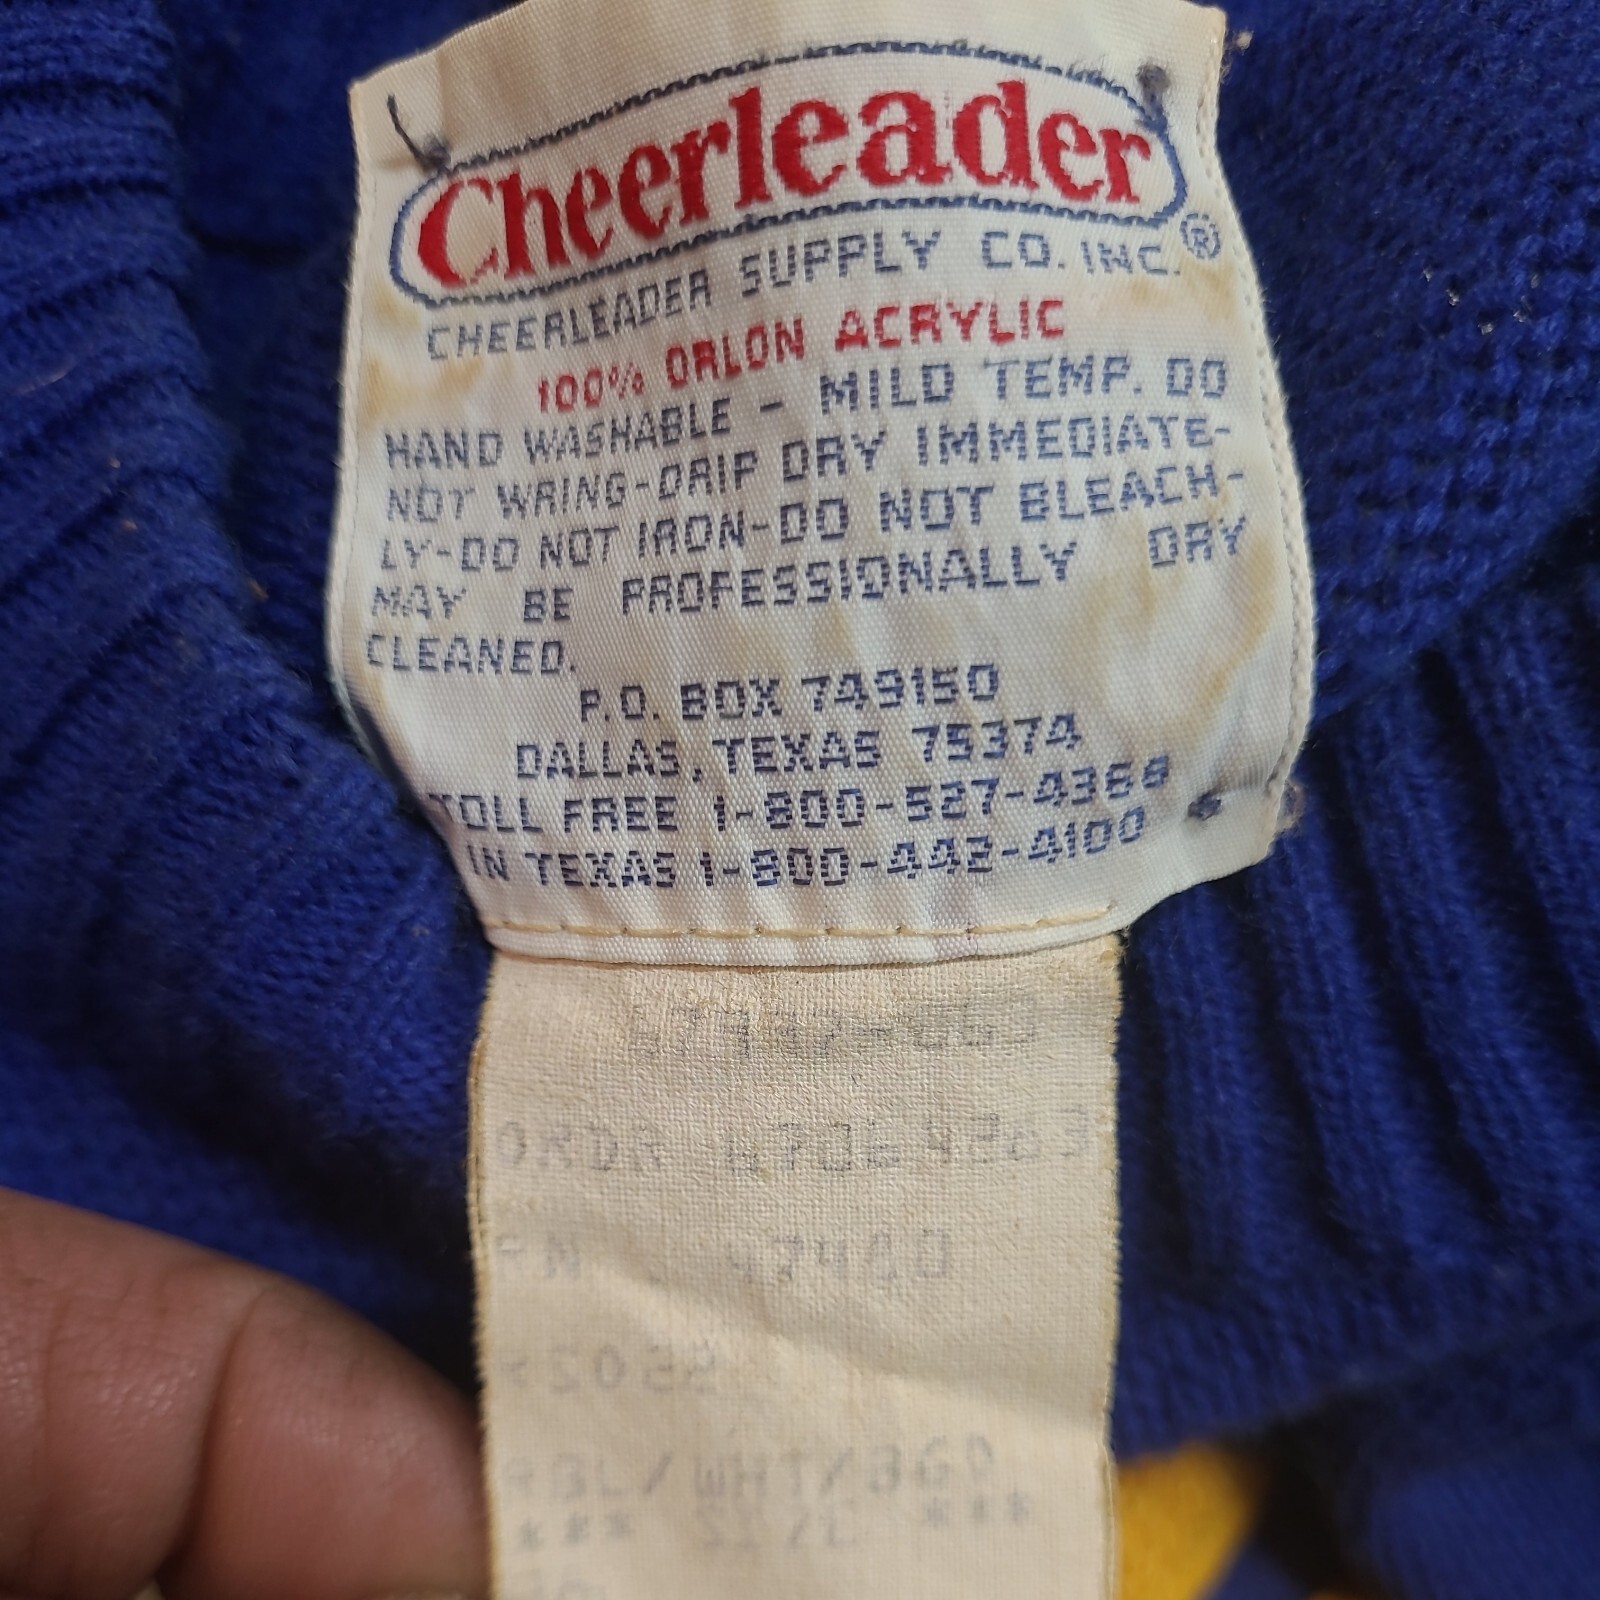 Cheerleader
CHEERLEADER SUPPLY CO. INC.®
100% ORLON ACRYLIC
HAND WASHABLE - MILD TEMP. DO
NOT WRING-DRIP DRY IMMEDIATE-
LY-DO NOT IRON-DO NOT BLEACH-
MAY BE PROFESSIONALLY DRY
CLEANED.
P.O. BOX 749150
DALLAS, TEXAS 75374
TOLL FREE 1-800-527-4388
IN TEXAS 1-800-442-4100
ORDR